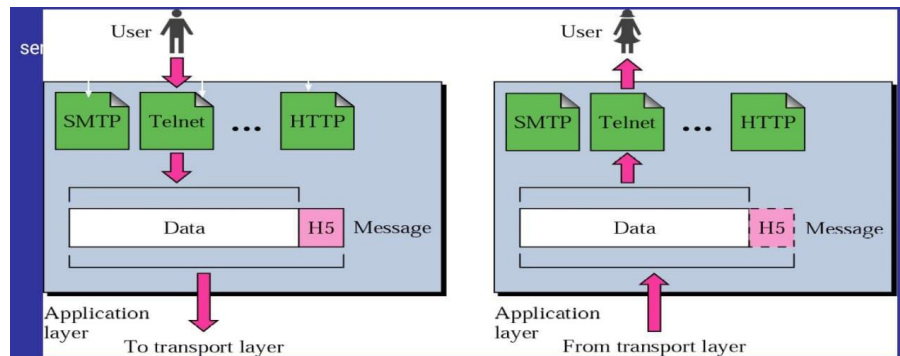 User
ser
SMTP Telnet ... HTTP
Data H5 Message
Application
layer
To transport layer
User
SMTP Telnet ... HTTP
Data H5 Message
Application
layer
From transport layer